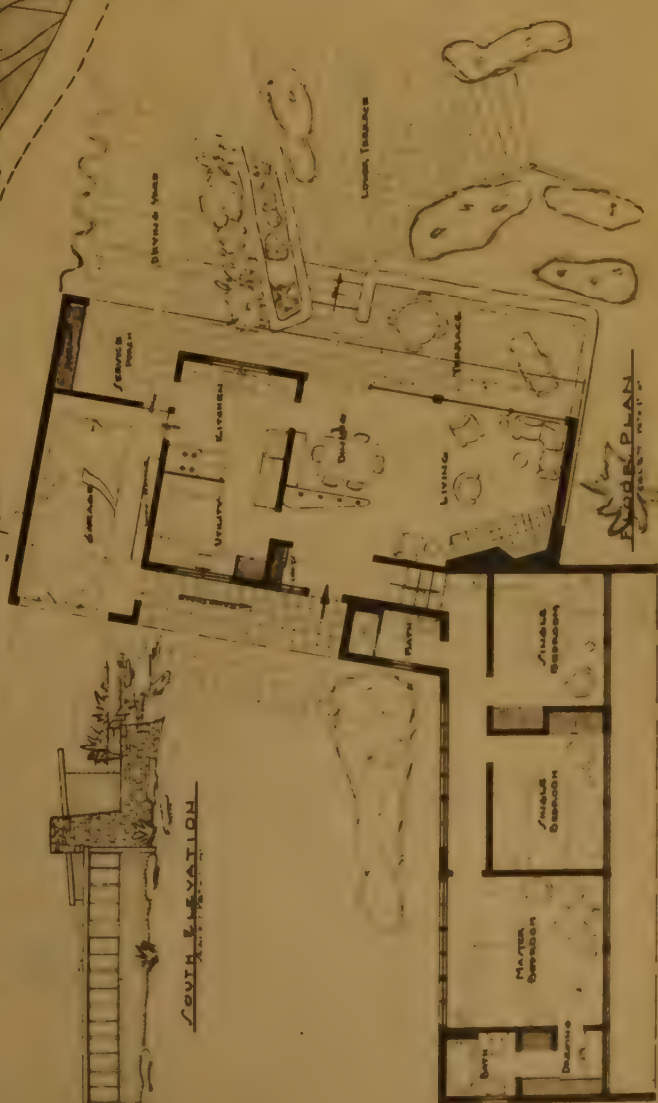 DRYING YARD
LOWER TERRACE
SERVICE
PORCH
GARAGE
KITCHEN
UTILITY
TERRACE
DINING
LIVING
BATH
SINGLE
BEDROOM
SINGLE
BEDROOM
MASTER
BEDROOM
BATH
DRESSING
FLOOR PLAN
SOUTH ELEVATION